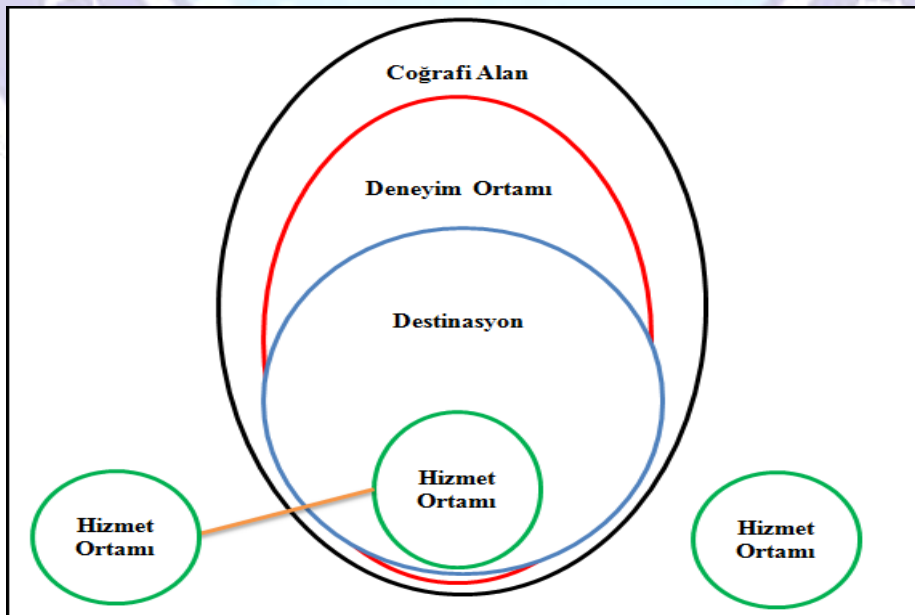 Coğrafi Alan
Deneyim Ortamı
Destinasyon
Hizmet
Ortamı
Hizmet
Ortamı
Hizmet
Ortamı